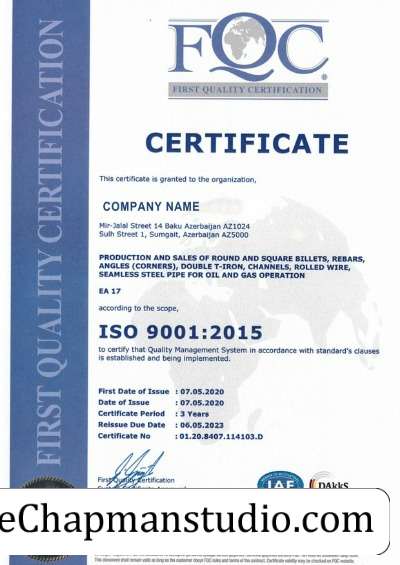 FQC
®
FIRST QUALITY CERTIFICATION
FIRST QUALITY CERTIFICATION
CERTIFICATE
This certificate is granted to the organization,
COMPANY NAME
Mir-Jalal Street 14 Baku Azerbaijan AZ1024
Sulh Street 1, Sumgait, Azerbaijan AZ5000
PRODUCTION AND SALES OF ROUND AND SQUARE BILLETS, REBARS,
ANGLES (CORNERS), DOUBLE T-IRON, CHANNELS, ROLLED WIRE,
SEAMLESS STEEL PIPE FOR OIL AND GAS OPERATION
EA 17
according to the scope,
ISO 9001:2015
to certify that Quality Management System in accordance with standard's clauses
is established and being implemented.
First Date of Issue : 07.05.2020
Date of Issue : 07.05.2020
Certificate Period : 3 Years
Reissue Due Date : 06.05.2023
Certificate No : 01.20.8407.114103.D
First Quality Certification
IAF
DAkkS
eChapmanstudio.com